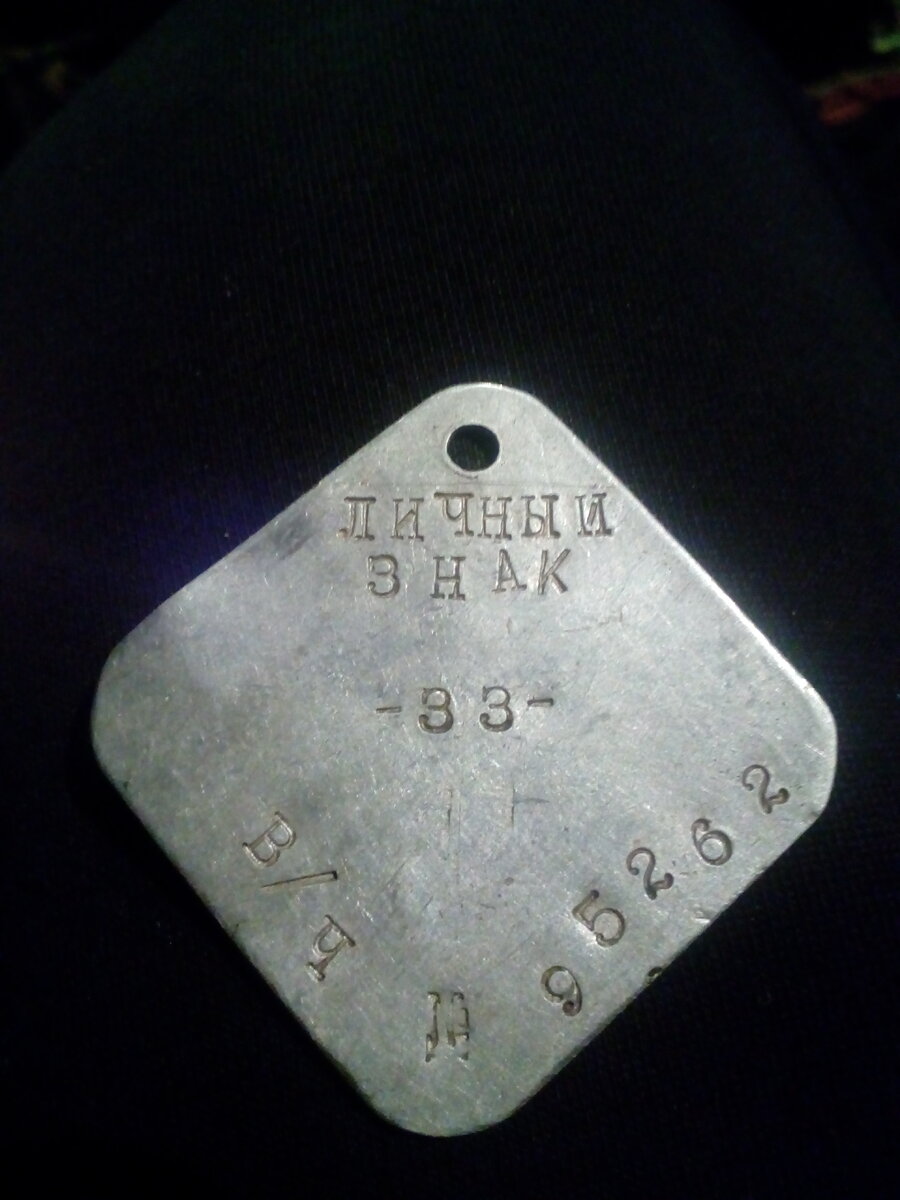 ЛИЧНЫЙ
ЗНАК
-33-
В/Ч
95262